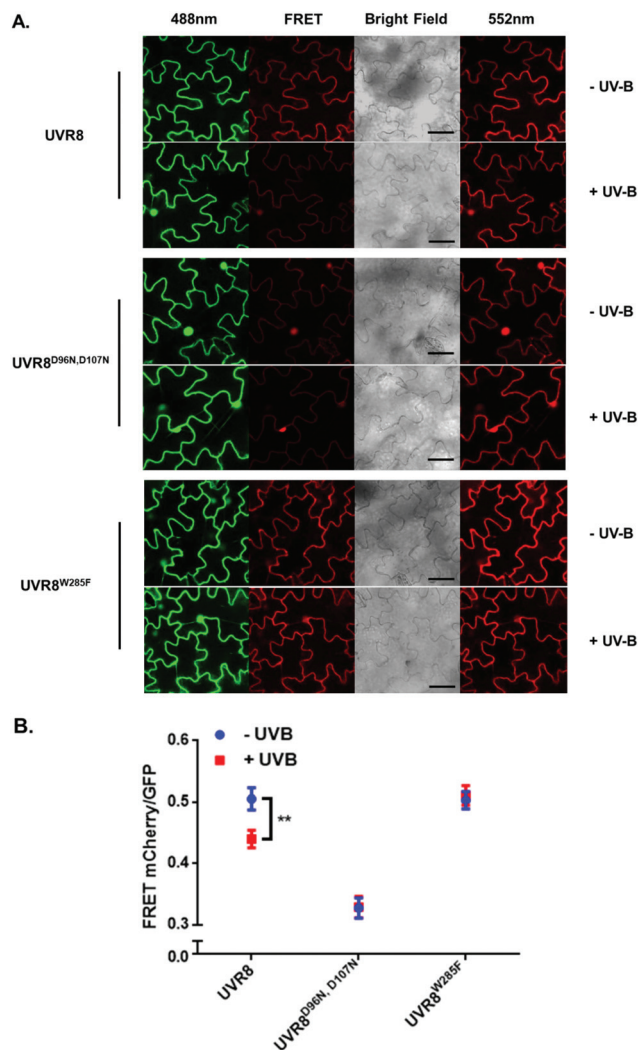 A.
488nm FRET Bright Field 552nm
UVR8
- UV-B
+ UV-B
UVR8D96N,D107N
- UV-B
+ UV-B
UVR8W285F
- UV-B
+ UV-B
B.
- UVB
+ UVB
FRET mCherry/GFP
0.6
0.5
0.4
0.3
0.0
**
UVR8
UVR8D96N, D107N
UVR8W285F